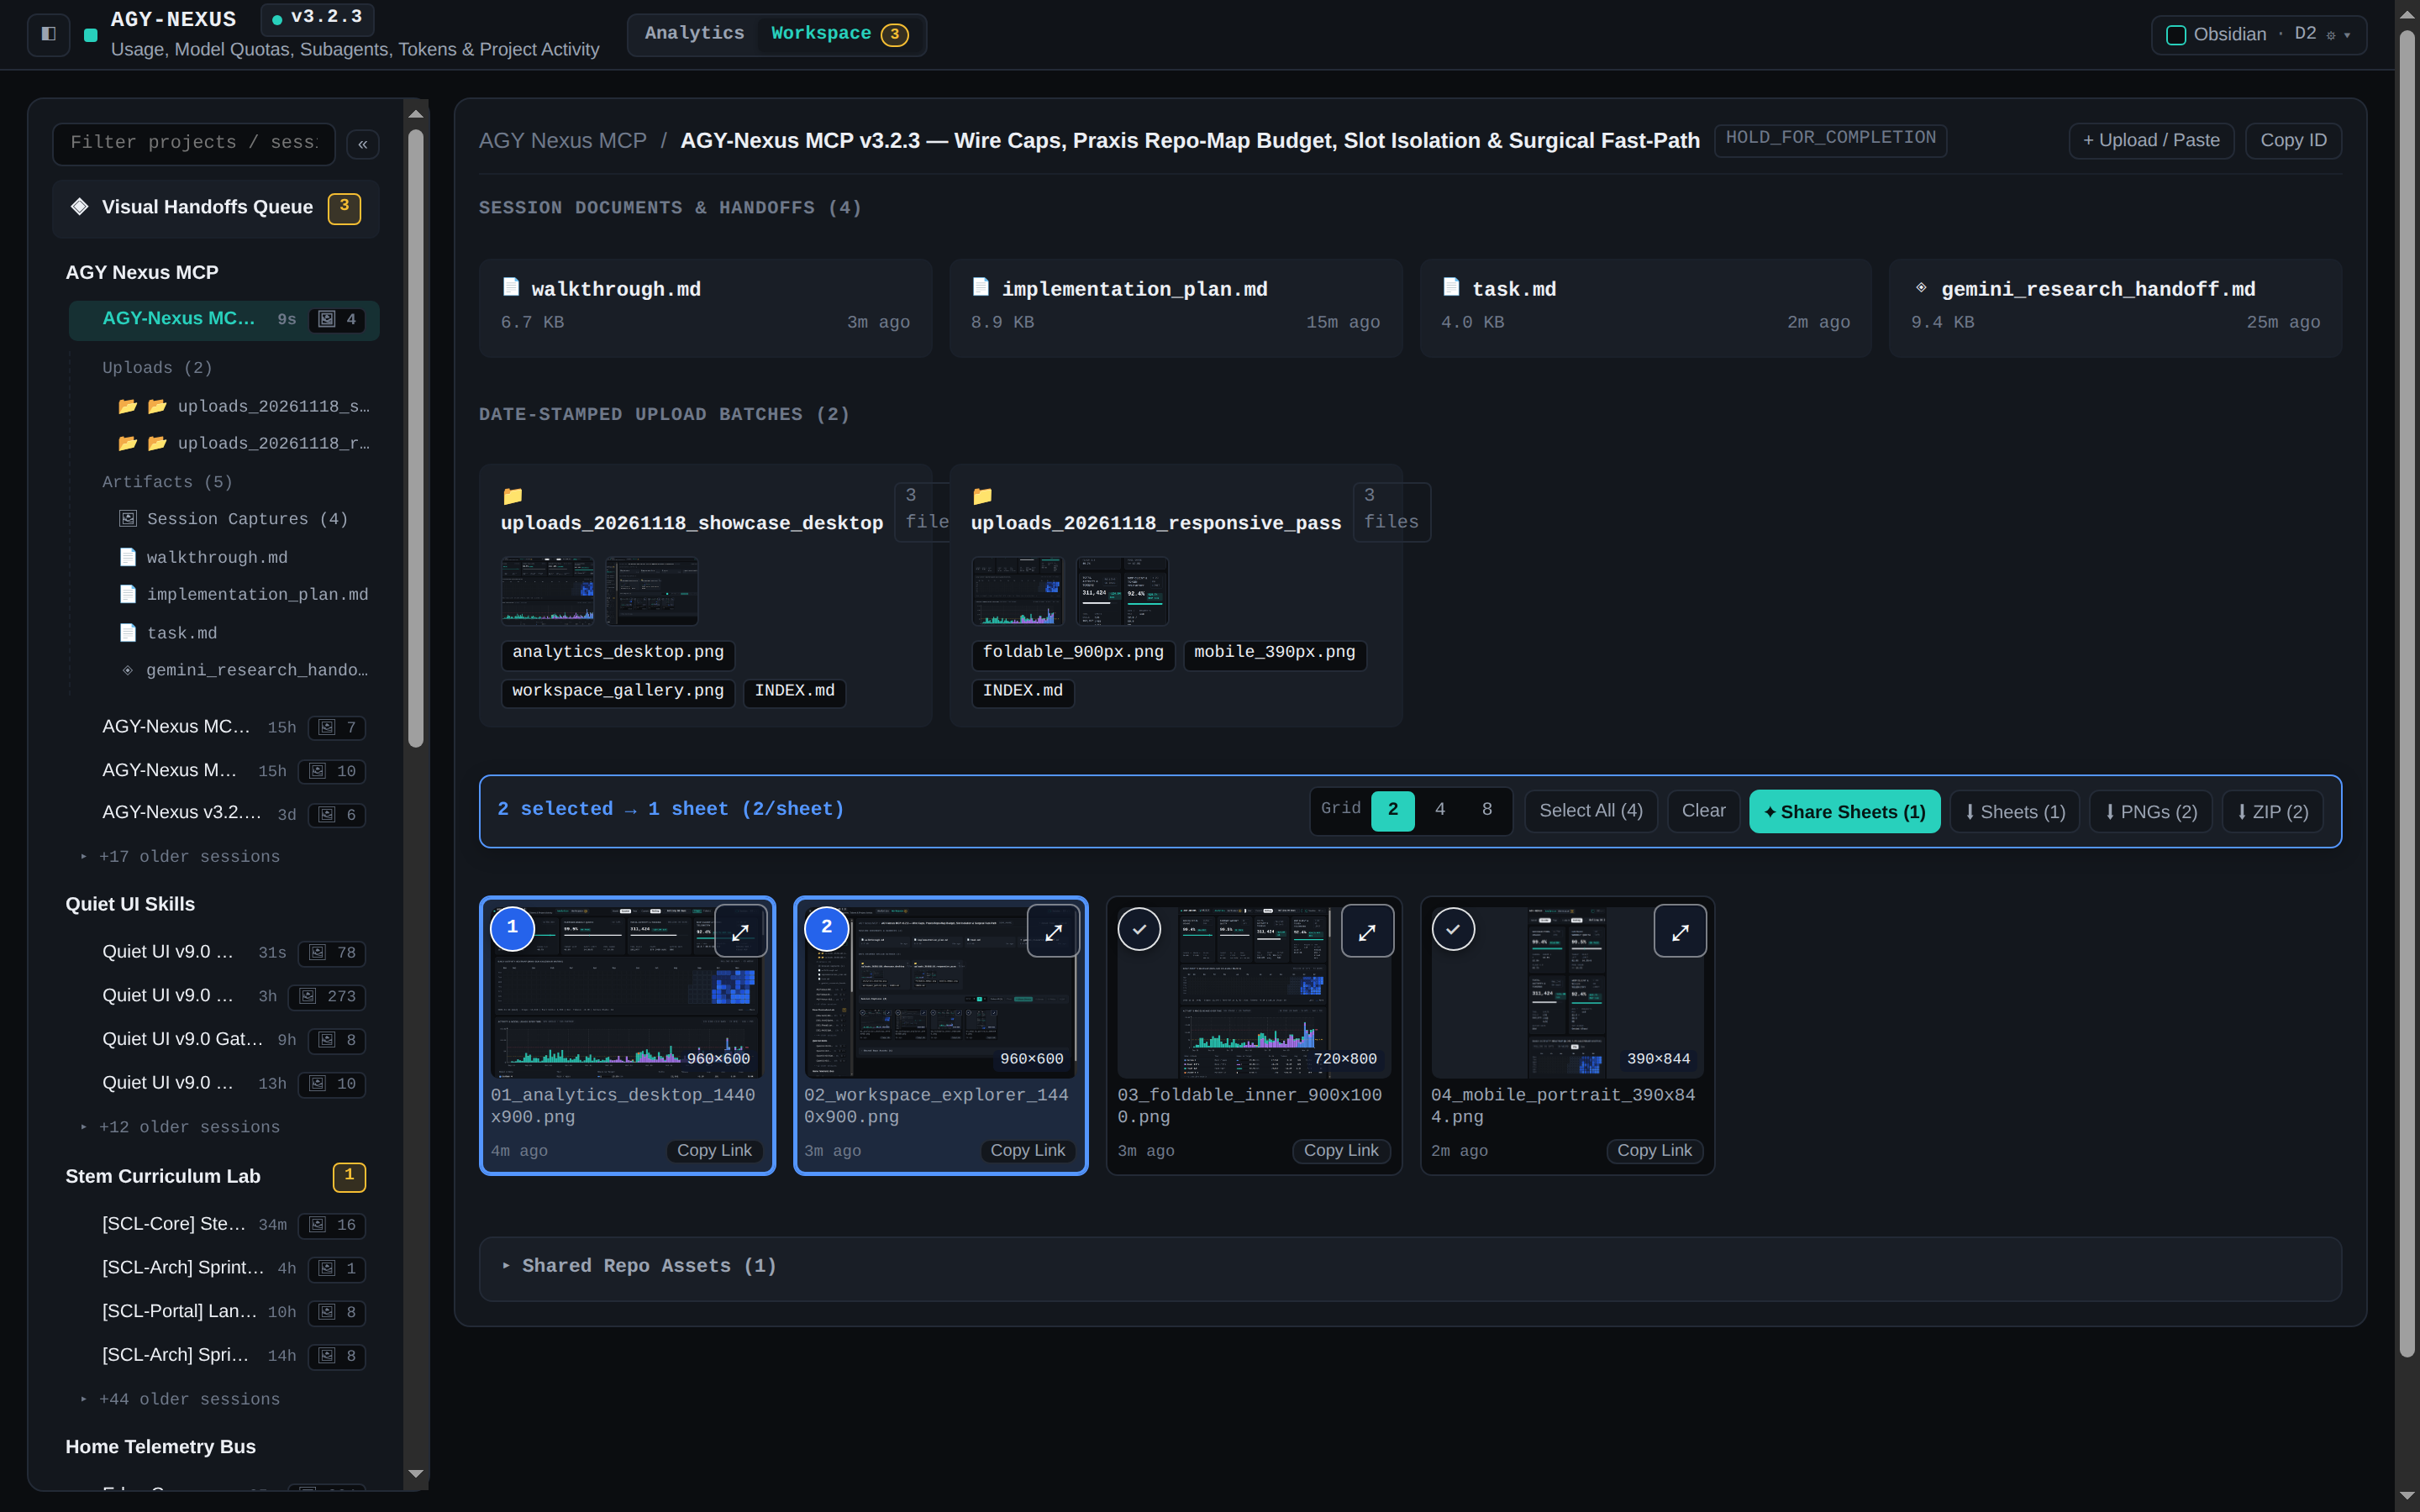 AGY-NEXUS
v3.2.3
Usage, Model Quotas, Subagents, Tokens & Project Activity
Analytics
Workspace 3
Obsidian · D2
Filter projects / sess
«
Visual Handoffs Queue 3
AGY Nexus MCP
AGY-Nexus MC… 9s 4
Uploads (2)
uploads_20261118_s…
uploads_20261118_r…
Artifacts (5)
Session Captures (4)
walkthrough.md
implementation_plan.md
task.md
gemini_research_hando…
AGY-Nexus MC… 15h 7
AGY-Nexus M… 15h 10
AGY-Nexus v3.2.… 3d 6
+17 older sessions
Quiet UI Skills
Quiet UI v9.0 … 31s 78
Quiet UI v9.0 … 3h 273
Quiet UI v9.0 Gat… 9h 8
Quiet UI v9.0 … 13h 10
+12 older sessions
Stem Curriculum Lab 1
[SCL-Core] Ste… 34m 16
[SCL-Arch] Sprint… 4h 1
[SCL-Portal] Lan… 10h 8
[SCL-Arch] Spri… 14h 8
+44 older sessions
Home Telemetry Bus
AGY Nexus MCP / AGY-Nexus MCP v3.2.3 — Wire Caps, Praxis Repo-Map Budget, Slot Isolation & Surgical Fast-Path HOLD_FOR_COMPLETION
+ Upload / Paste
Copy ID
SESSION DOCUMENTS & HANDOFFS (4)
walkthrough.md
6.7 KB 3m ago
implementation_plan.md
8.9 KB 15m ago
task.md
4.0 KB 2m ago
gemini_research_handoff.md
9.4 KB 25m ago
DATE-STAMPED UPLOAD BATCHES (2)
uploads_20261118_showcase_desktop
3
file
analytics_desktop.png
workspace_gallery.png INDEX.md
uploads_20261118_responsive_pass
3
files
311,424 92.4%
foldable_900px.png mobile_390px.png
INDEX.md
2 selected → 1 sheet (2/sheet)
Grid 2 4 8
Select All (4)
Clear
✦ Share Sheets (1)
Sheets (1)
PNGs (2)
ZIP (2)
1
960×600
01_analytics_desktop_1440
x900.png
4m ago Copy Link
2
960×600
02_workspace_explorer_144
0x900.png
3m ago Copy Link
720×800
03_foldable_inner_900x100
0.png
3m ago Copy Link
390×844
04_mobile_portrait_390x84
4.png
2m ago Copy Link
Shared Repo Assets (1)